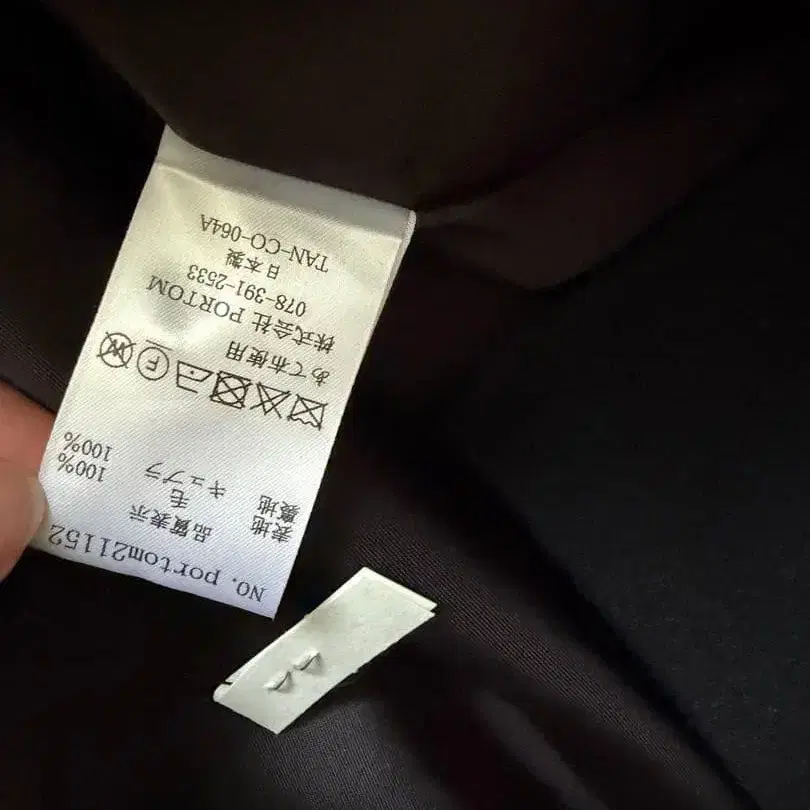 NO. portom21152
品質表示
表地 毛 100%
裏地 キュプラ 100%
F W
あて布使用
株式会社 PORTOM
078-391-2533
日本製
TAN-CO-064A